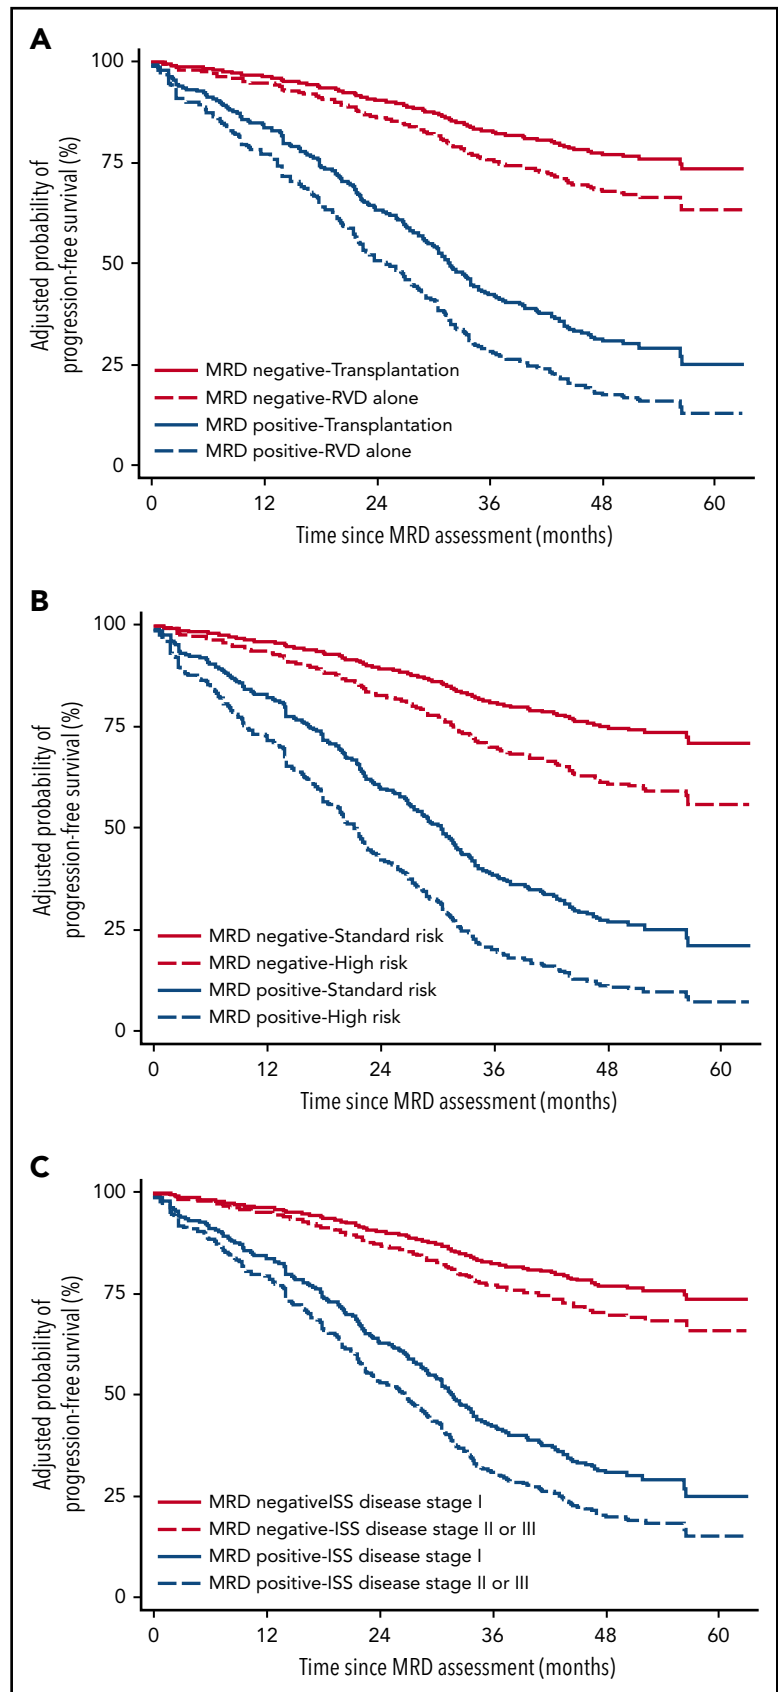 A
Adjusted probability of
progression-free survival (%)
100
75
50
25
0
MRD negative-Transplantation
MRD negative-RVD alone
MRD positive-Transplantation
MRD positive-RVD alone
0 12 24 36 48 60
Time since MRD assessment (months)
B
Adjusted probability of
progression-free survival (%)
100
75
50
25
0
MRD negative-Standard risk
MRD negative-High risk
MRD positive-Standard risk
MRD positive-High risk
0 12 24 36 48 60
Time since MRD assessment (months)
C
Adjusted probability of
progression-free survival (%)
100
75
50
25
0
MRD negativeISS disease stage I
MRD negative-ISS disease stage II or III
MRD positive-ISS disease stage I
MRD positive-ISS disease stage II or III
0 12 24 36 48 60
Time since MRD assessment (months)